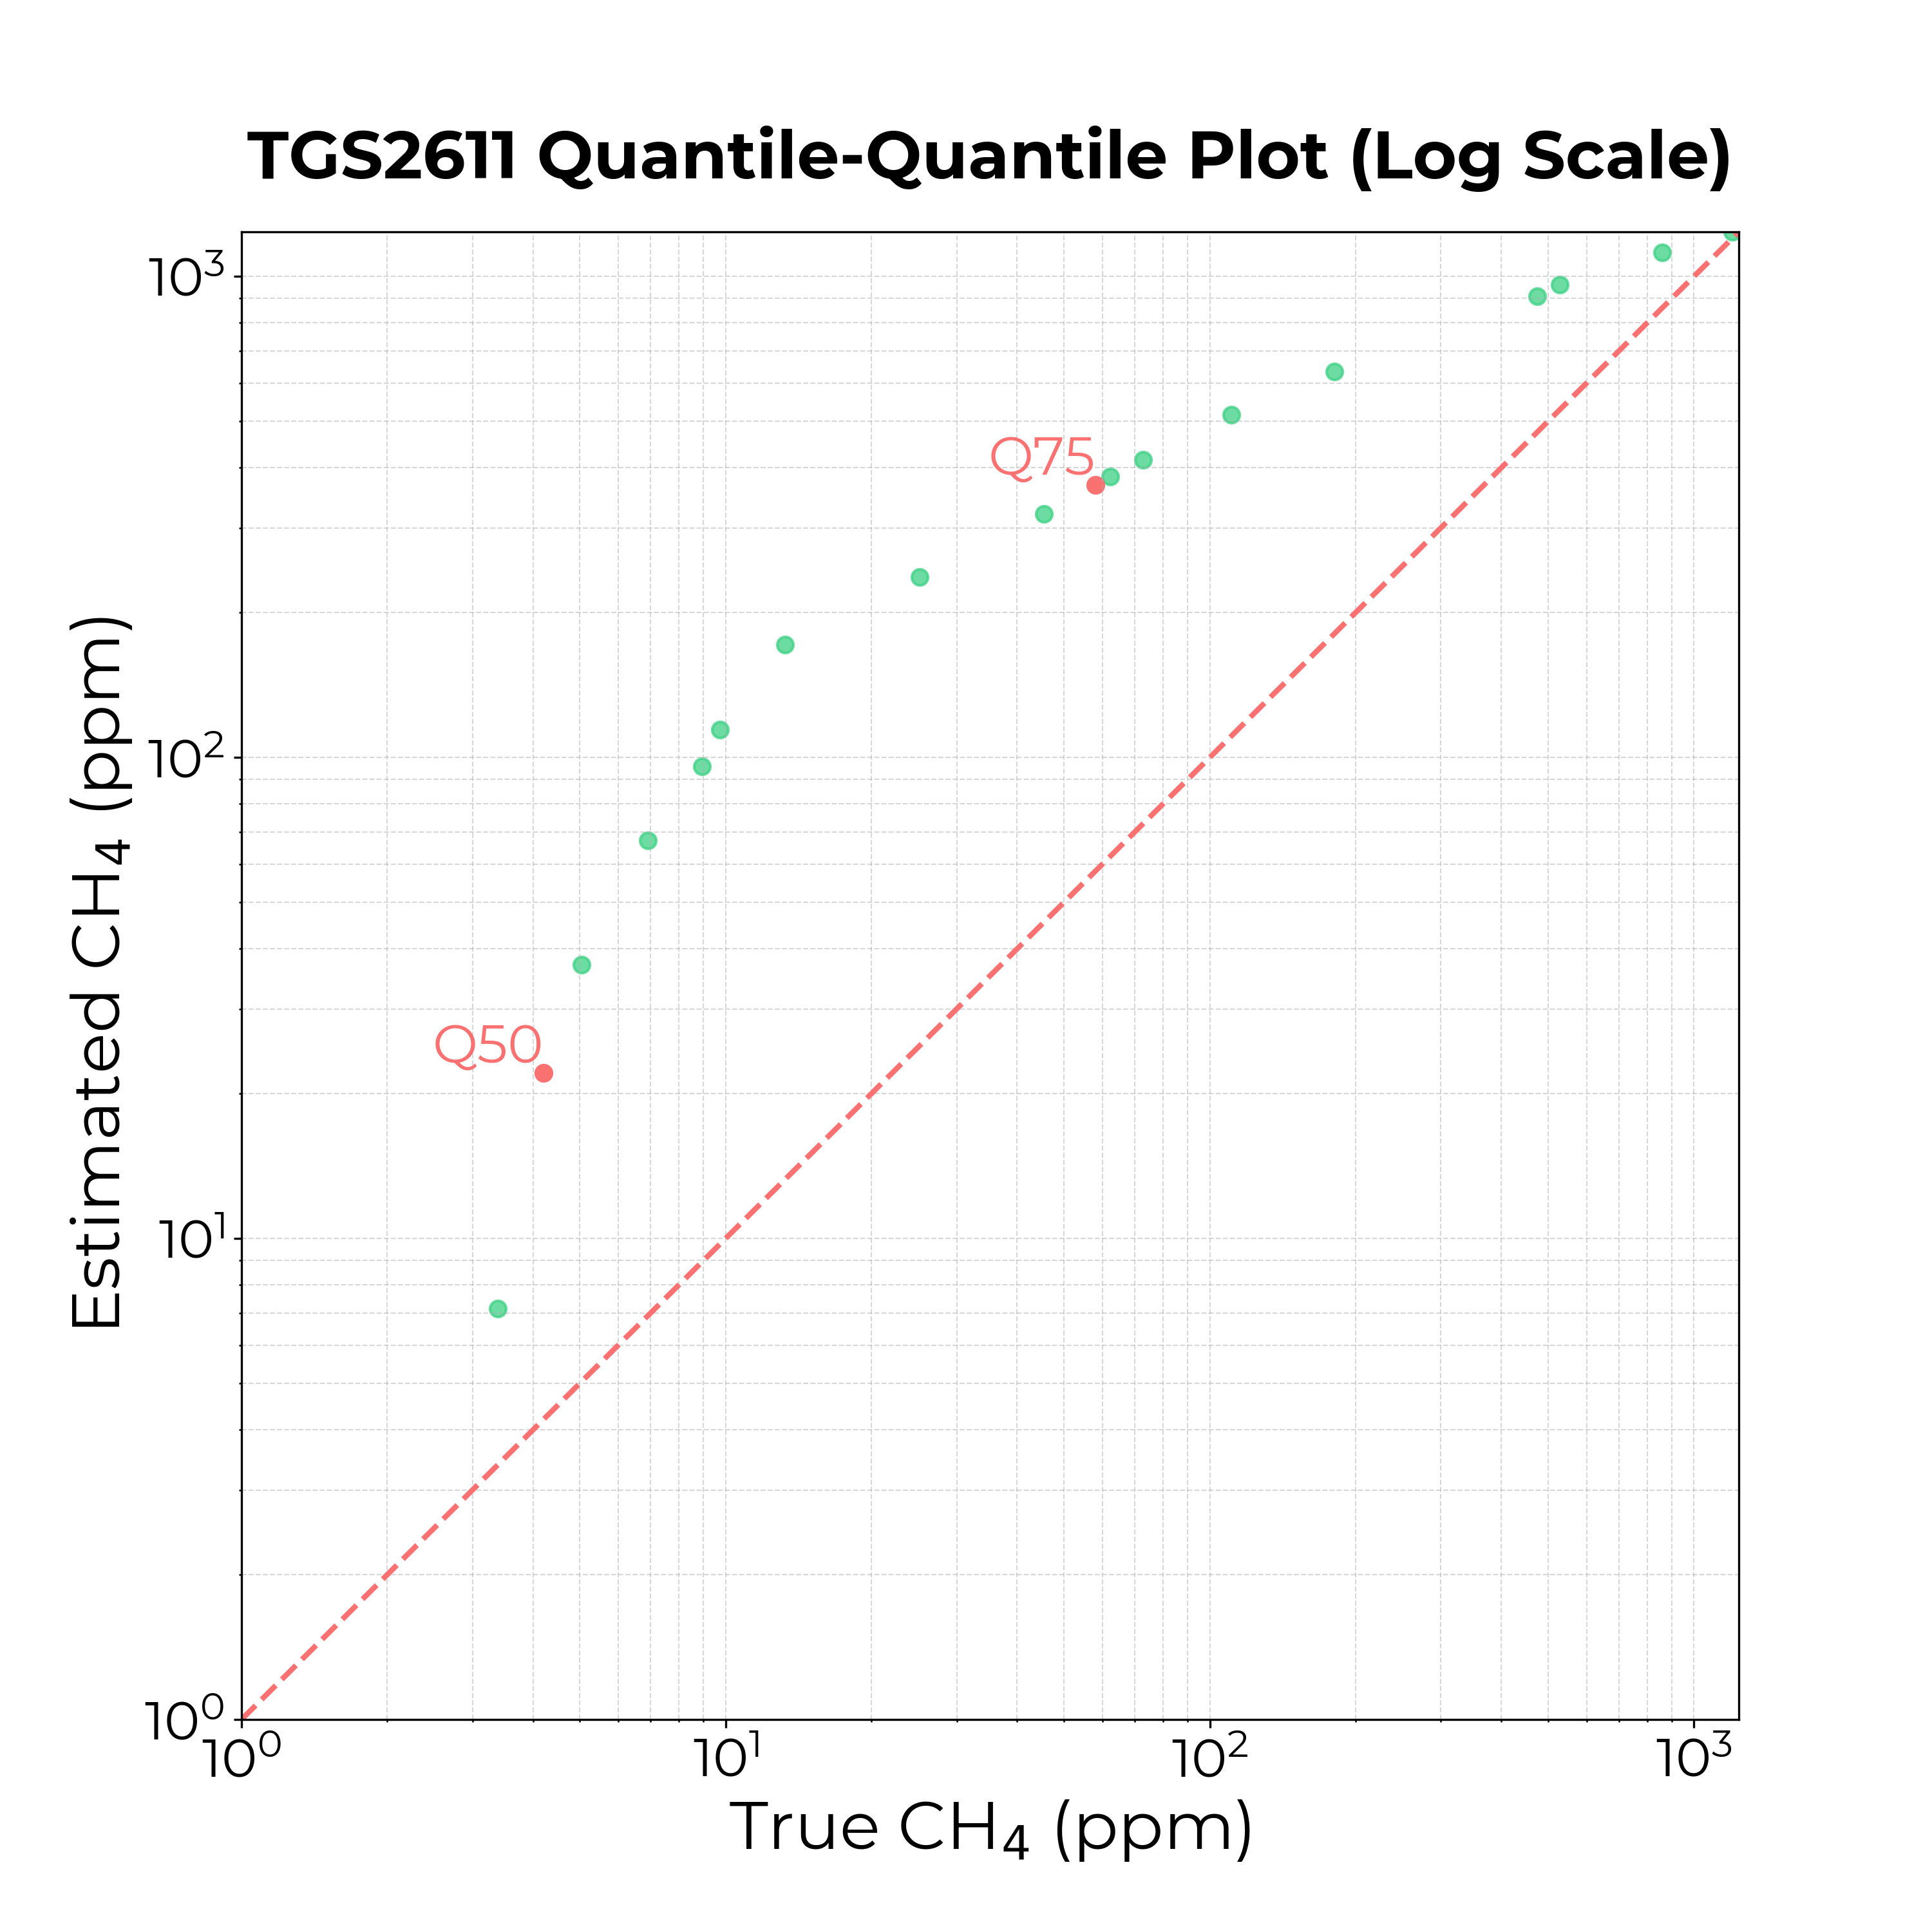 TGS2611 Quantile-Quantile Plot (Log Scale)
Estimated CH₄ (ppm)
10³
10²
10¹
10⁰
Q75
Q50
10⁰ 10¹ 10² 10³
True CH₄ (ppm)